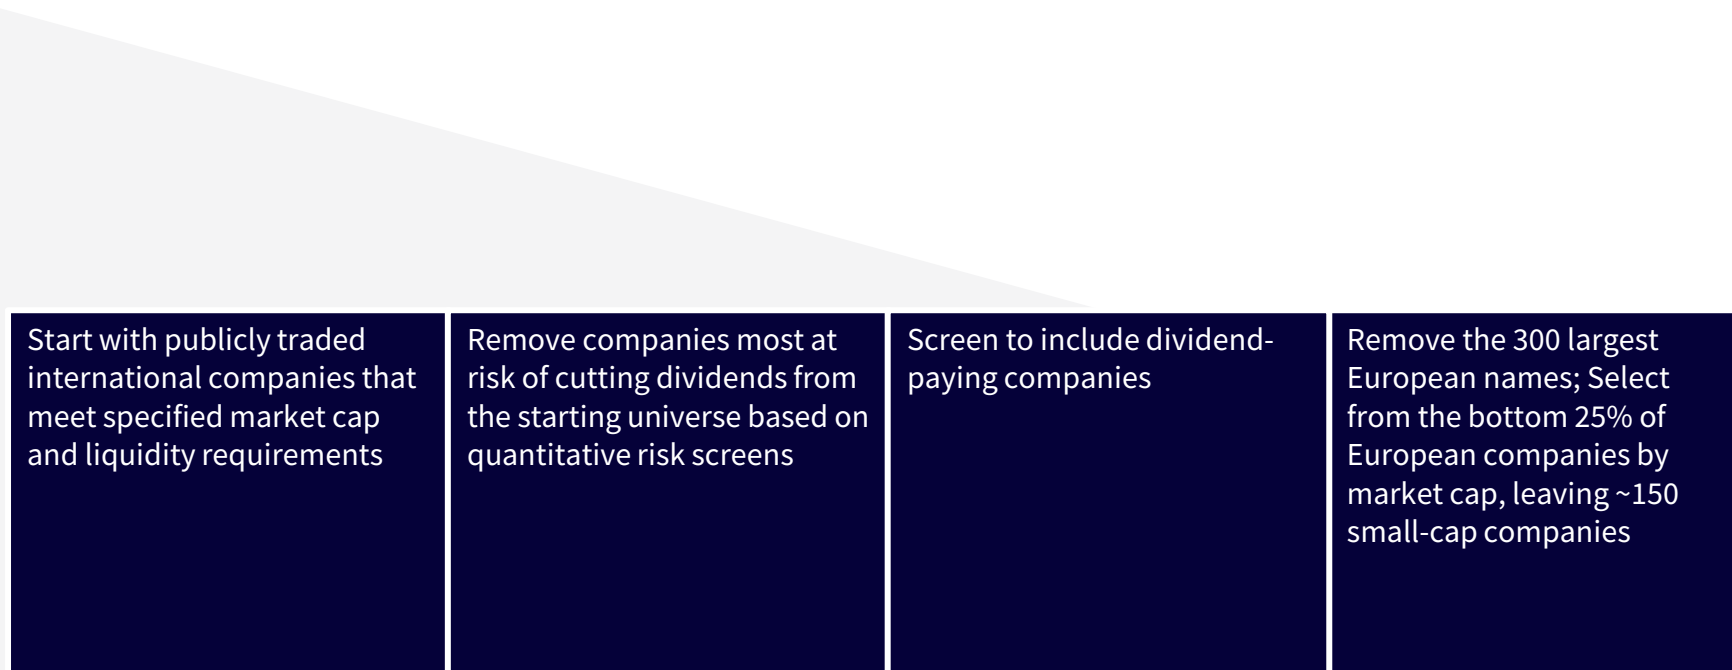 Start with publicly traded
international companies that
meet specified market cap
and liquidity requirements
Remove companies most at
risk of cutting dividends from
the starting universe based on
quantitative risk screens
Screen to include dividend-
paying companies
Remove the 300 largest
European names; Select
from the bottom 25% of
European companies by
market cap, leaving ~150
small-cap companies